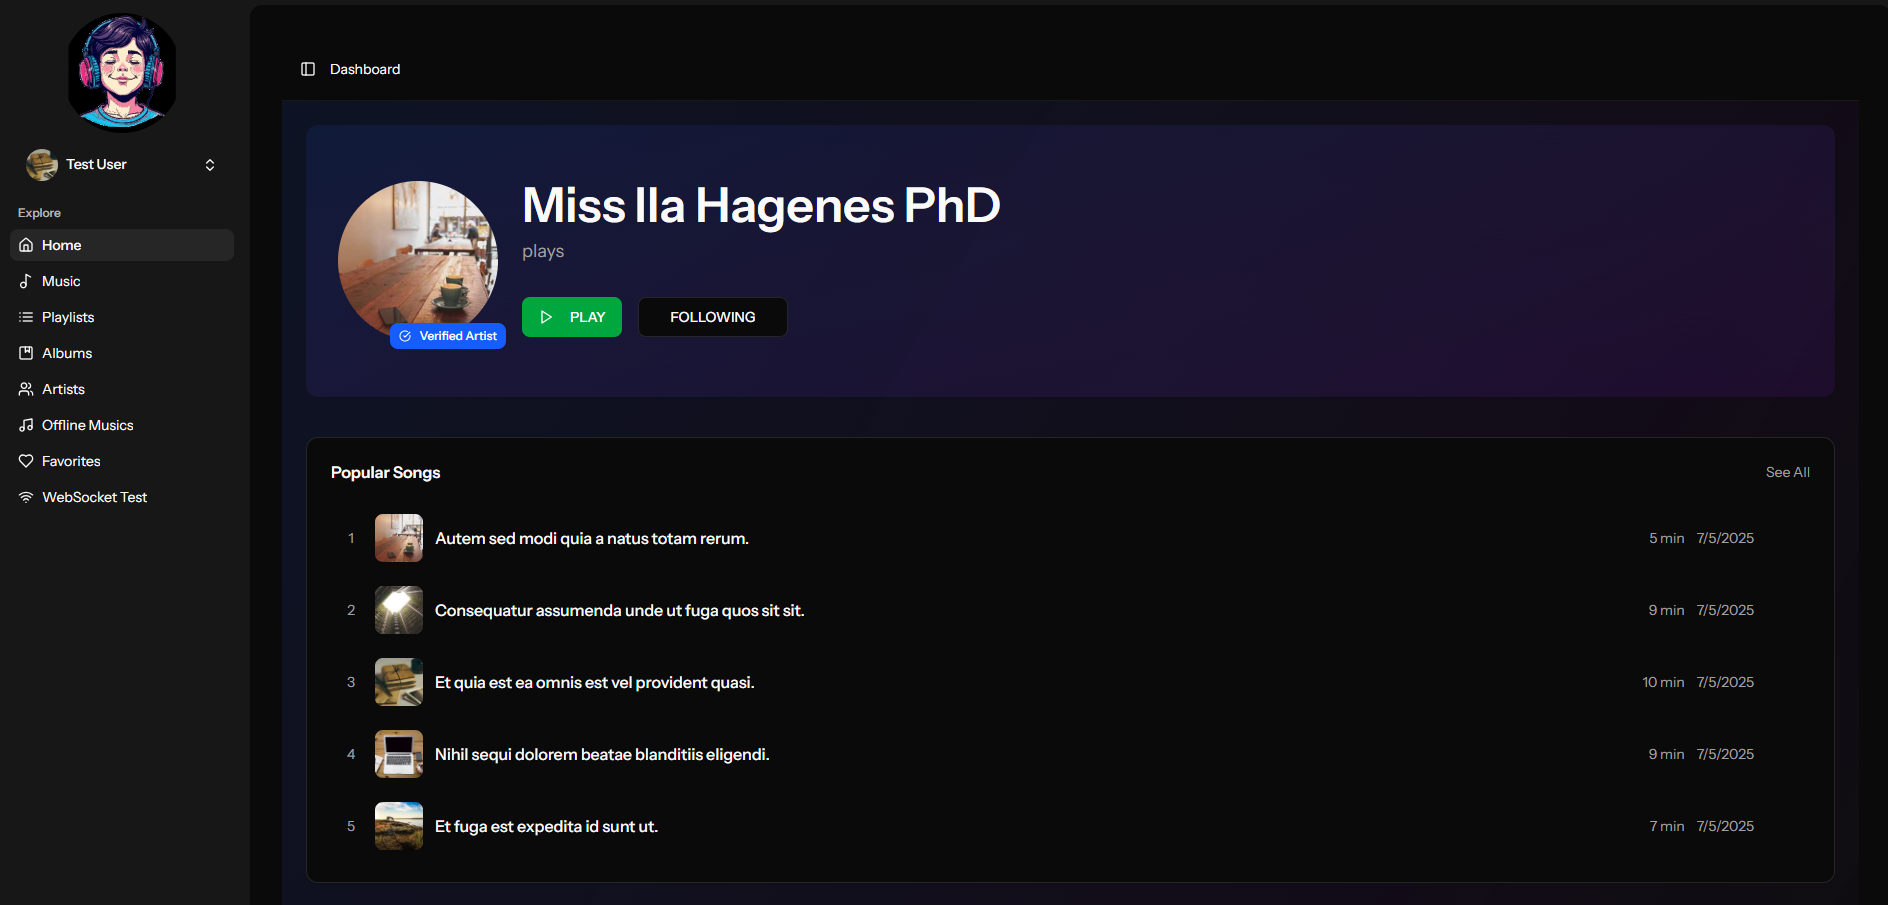 Test User
Explore
Home
Music
Playlists
Albums
Artists
Offline Musics
Favorites
WebSocket Test
Dashboard
Miss Ila Hagenes PhD
plays
Verified Artist
PLAY
FOLLOWING
Popular Songs
See All
1 Autem sed modi quia a natus totam rerum. 5 min 7/5/2025
2 Consequatur assumenda unde ut fuga quos sit sit. 9 min 7/5/2025
3 Et quia est ea omnis est vel provident quasi. 10 min 7/5/2025
4 Nihil sequi dolorem beatae blanditiis eligendi. 9 min 7/5/2025
5 Et fuga est expedita id sunt ut. 7 min 7/5/2025